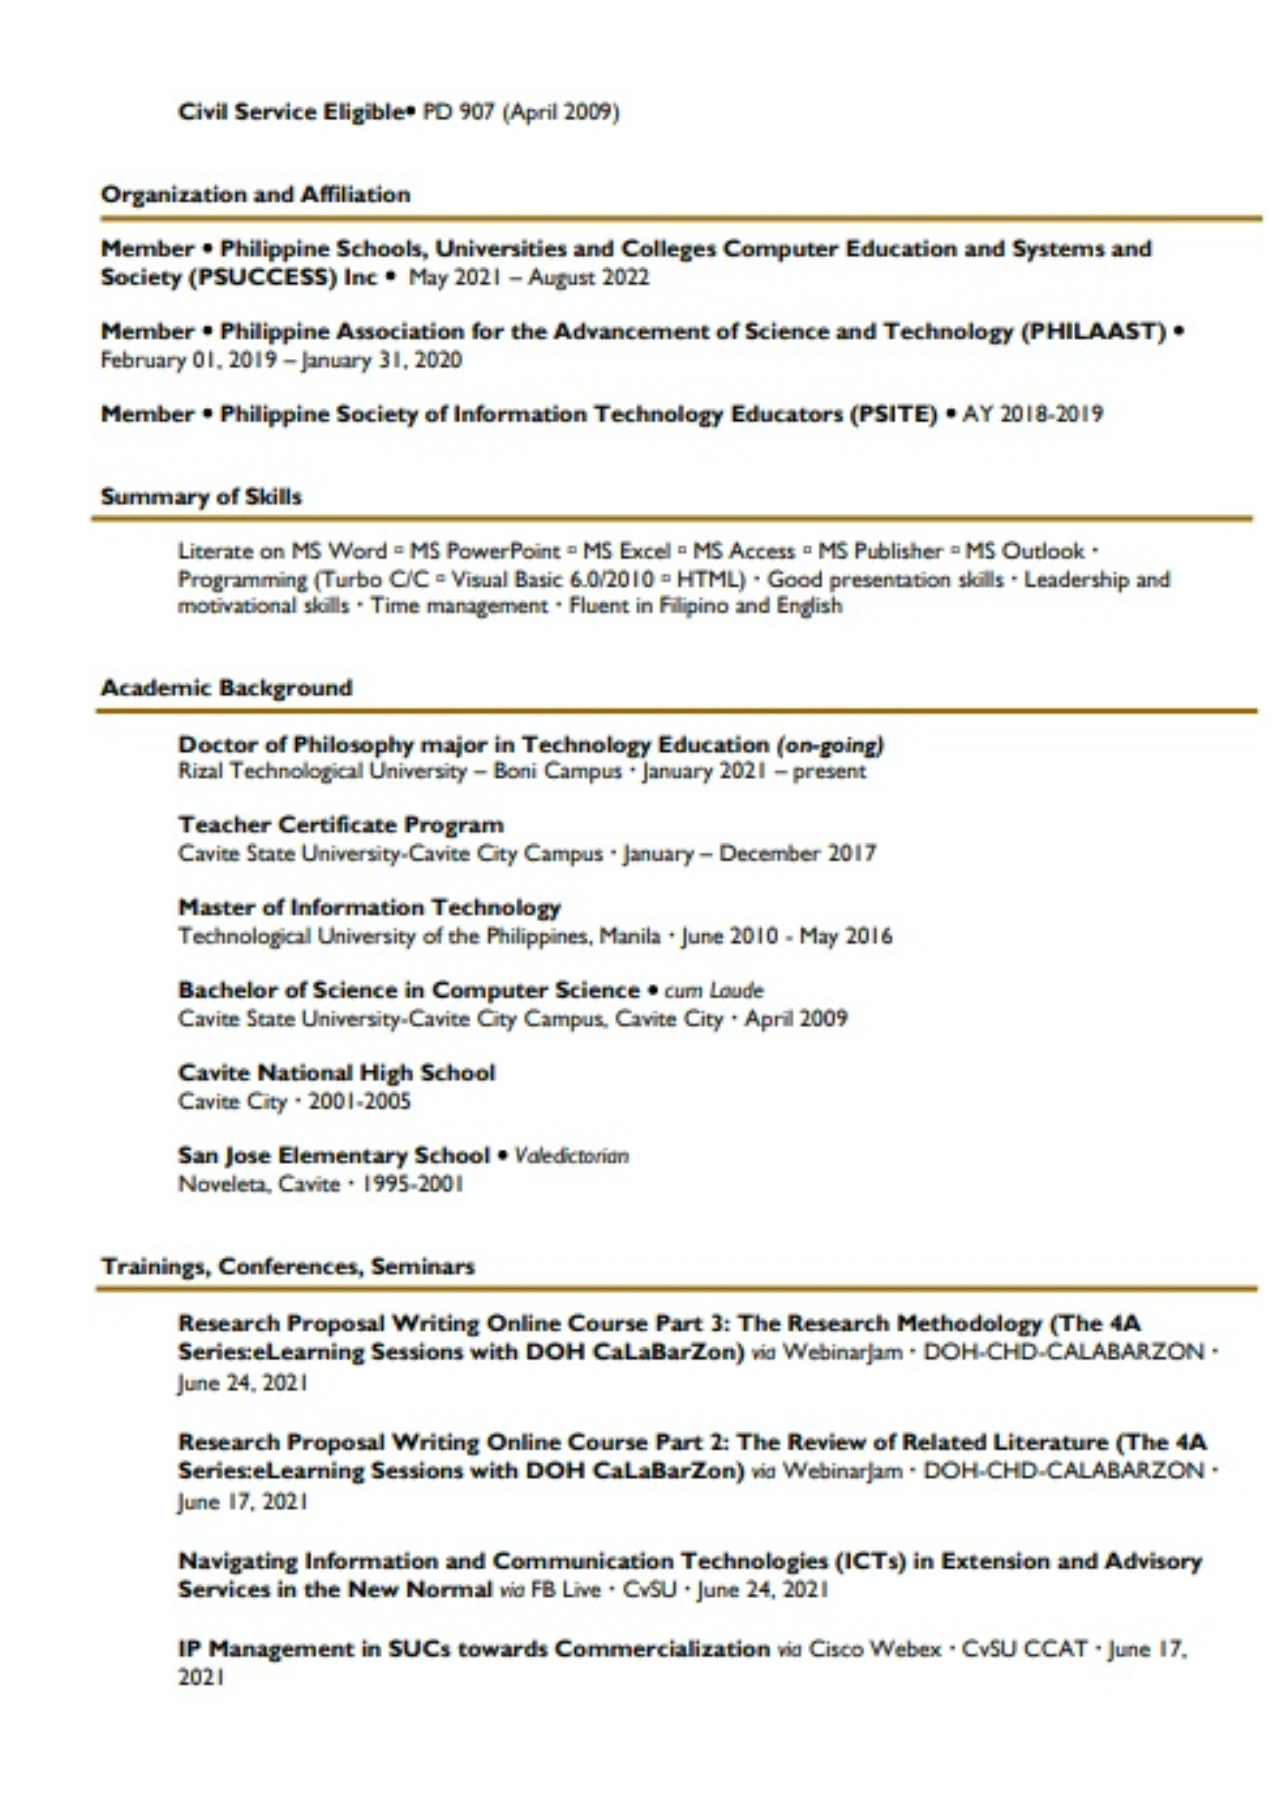 Civil Service Eligible• PD 907 (April 2009)
Organization and Affiliation
Member • Philippine Schools, Universities and Colleges Computer Education and Systems and
Society (PSUCCESS) Inc • May 2021 – August 2022
Member • Philippine Association for the Advancement of Science and Technology (PHILAAST) •
February 01, 2019 – January 31, 2020
Member • Philippine Society of Information Technology Educators (PSITE) • AY 2018-2019
Summary of Skills
Literate on MS Word ▫ MS PowerPoint ▫ MS Excel ▫ MS Access ▫ MS Publisher ▫ MS Outlook ·
Programming (Turbo C/C ▫ Visual Basic 6.0/2010 ▫ HTML) · Good presentation skills · Leadership and
motivational skills · Time management · Fluent in Filipino and English
Academic Background
Doctor of Philosophy major in Technology Education (on-going)
Rizal Technological University – Boni Campus · January 2021 – present
Teacher Certificate Program
Cavite State University-Cavite City Campus · January – December 2017
Master of Information Technology
Technological University of the Philippines, Manila · June 2010 - May 2016
Bachelor of Science in Computer Science • cum Laude
Cavite State University-Cavite City Campus, Cavite City · April 2009
Cavite National High School
Cavite City · 2001-2005
San Jose Elementary School • Valedictorian
Noveleta, Cavite · 1995-2001
Trainings, Conferences, Seminars
Research Proposal Writing Online Course Part 3: The Research Methodology (The 4A
Series:eLearning Sessions with DOH CaLaBarZon) via WebinarJam · DOH-CHD-CALABARZON ·
June 24, 2021
Research Proposal Writing Online Course Part 2: The Review of Related Literature (The 4A
Series:eLearning Sessions with DOH CaLaBarZon) via WebinarJam · DOH-CHD-CALABARZON ·
June 17, 2021
Navigating Information and Communication Technologies (ICTs) in Extension and Advisory
Services in the New Normal via FB Live · CvSU · June 24, 2021
IP Management in SUCs towards Commercialization via Cisco Webex · CvSU CCAT · June 17,
2021